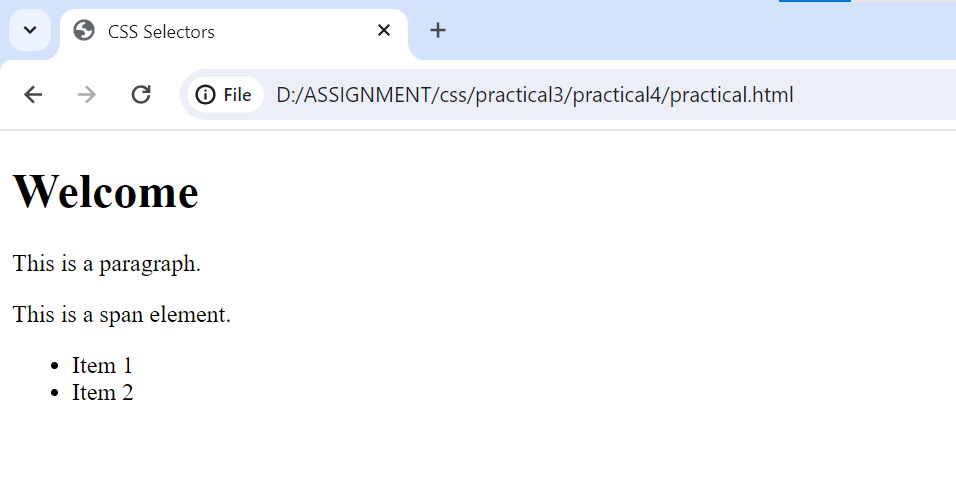 CSS Selectors
File D:/ASSIGNMENT/css/practical3/practical4/practical.html
Welcome
This is a paragraph.
This is a span element.
• Item 1
• Item 2